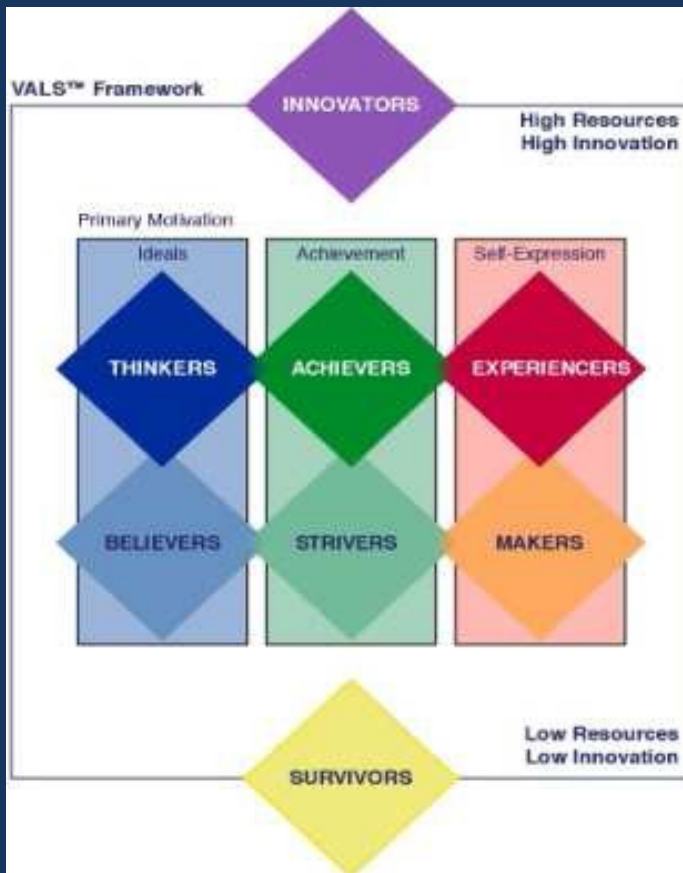 VALS™ Framework
INNOVATORS
High Resources
High Innovation
Primary Motivation
Ideals
Achievement
Self-Expression
THINKERS
ACHIEVERS
EXPERIENCERS
BELIEVERS
STRIVERS
MAKERS
Low Resources
Low Innovation
SURVIVORS